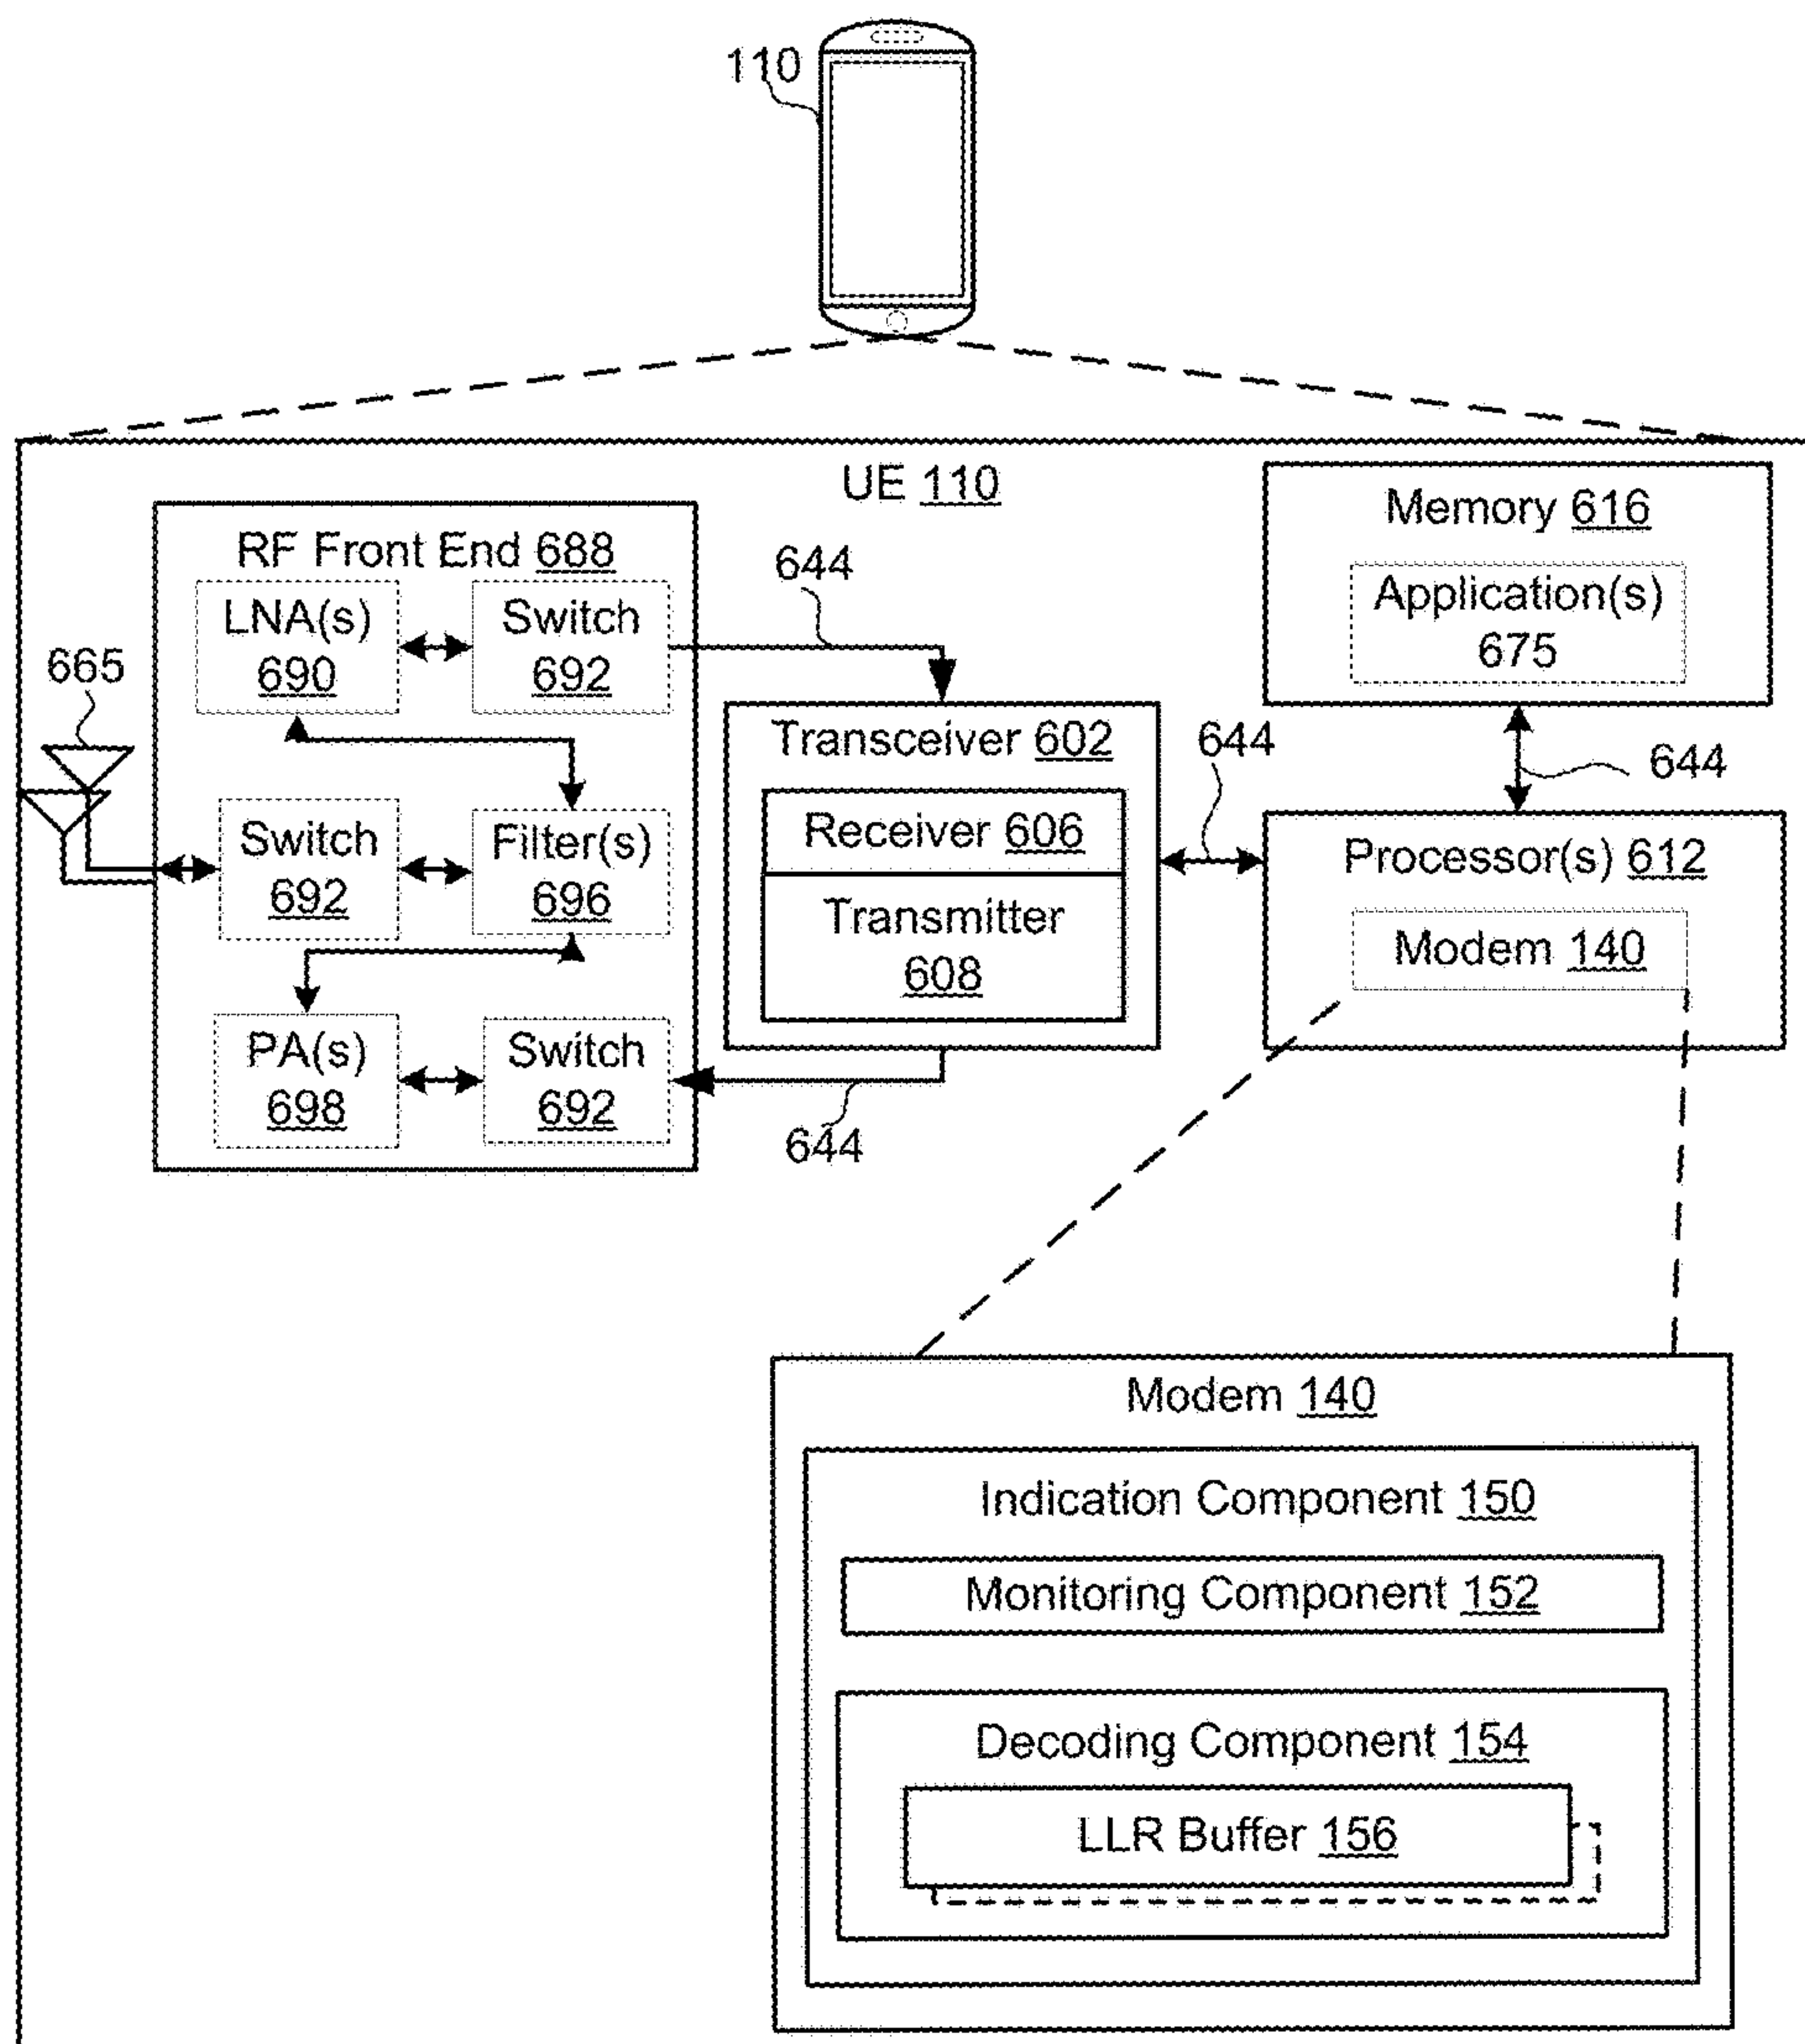 110
UE 110
RF Front End 688
LNA(s)
690
Switch
692
644
665
Switch
692
Filter(s)
696
PA(s)
698
Switch
692
644
Transceiver 602
Receiver 606
Transmitter
608
644
Memory 616
Application(s)
675
644
Processor(s) 612
Modem 140
Modem 140
Indication Component 150
Monitoring Component 152
Decoding Component 154
LLR Buffer 156